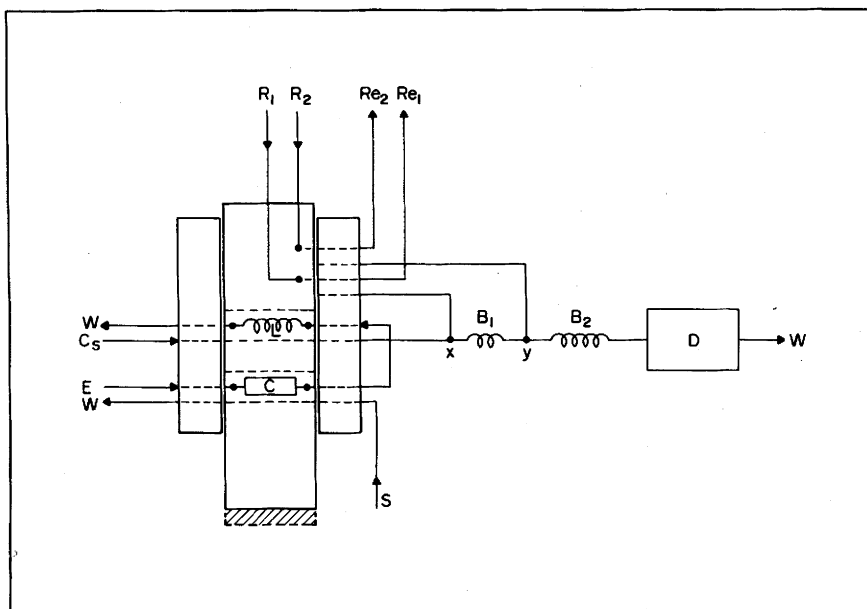 R₁ R₂ Re₂ Re₁
W L B₁ B₂
Cₛ x y D W
E C
W
S